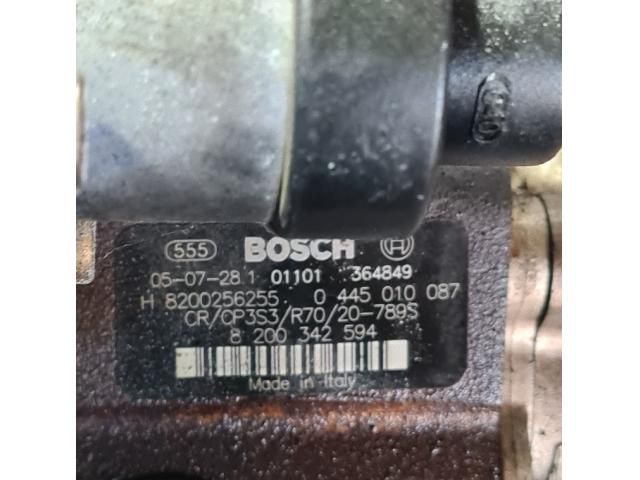 555 BOSCH
05-07-28.1 01101 364849
H 8200256255 0 445 010 087
CR/CP3S3/R70/20-789S
8 200 342 594
Made in Italy